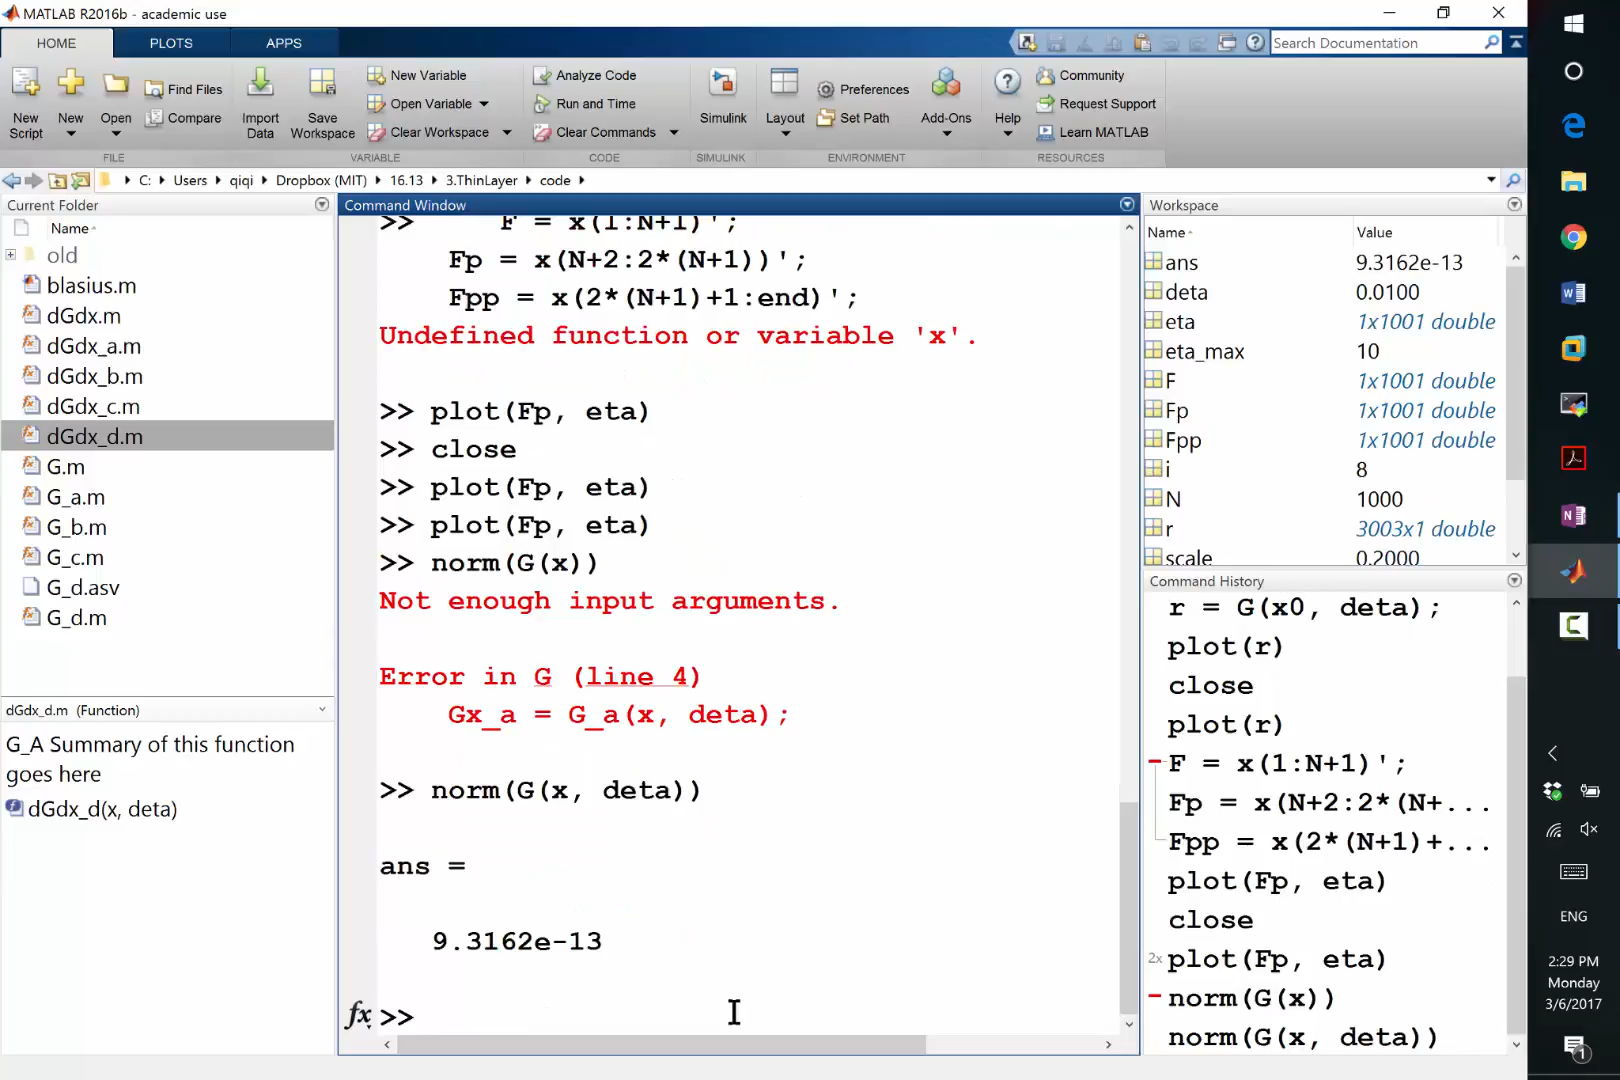 MATLAB R2016b - academic use
HOME
PLOTS
APPS
Search Documentation
New Script
New
Open
Find Files
Compare
Import Data
Save Workspace
New Variable
Open Variable
Clear Workspace
Analyze Code
Run and Time
Clear Commands
Simulink
Layout
Preferences
Set Path
Add-Ons
Help
Community
Request Support
Learn MATLAB
FILE
VARIABLE
CODE
SIMULINK
ENVIRONMENT
RESOURCES
C: Users qiqi Dropbox (MIT) 16.13 3.ThinLayer code
Current Folder
Name
old
blasius.m
dGdx.m
dGdx_a.m
dGdx_b.m
dGdx_c.m
dGdx_d.m
G.m
G_a.m
G_b.m
G_c.m
G_d.asv
G_d.m
dGdx_d.m (Function)
G_A Summary of this function
goes here
dGdx_d(x, deta)
Command Window
>> F = x(1:N+1)';
Fp = x(N+2:2*(N+1))';
Fpp = x(2*(N+1)+1:end)';
Undefined function or variable 'x'.
>> plot(Fp, eta)
>> close
>> plot(Fp, eta)
>> plot(Fp, eta)
>> norm(G(x))
Not enough input arguments.
Error in G (line 4)
Gx_a = G_a(x, deta);
>> norm(G(x, deta))
ans =
9.3162e-13
fx >>
Workspace
Name Value
ans 9.3162e-13
deta 0.0100
eta 1x1001 double
eta_max 10
F 1x1001 double
Fp 1x1001 double
Fpp 1x1001 double
i 8
N 1000
r 3003x1 double
scale 0.2000
Command History
r = G(x0, deta);
plot(r)
close
plot(r)
F = x(1:N+1)';
Fp = x(N+2:2*(N+...
Fpp = x(2*(N+1)+...
plot(Fp, eta)
close
2x plot(Fp, eta)
norm(G(x))
norm(G(x, deta))
ENG
2:29 PM
Monday
3/6/2017
1